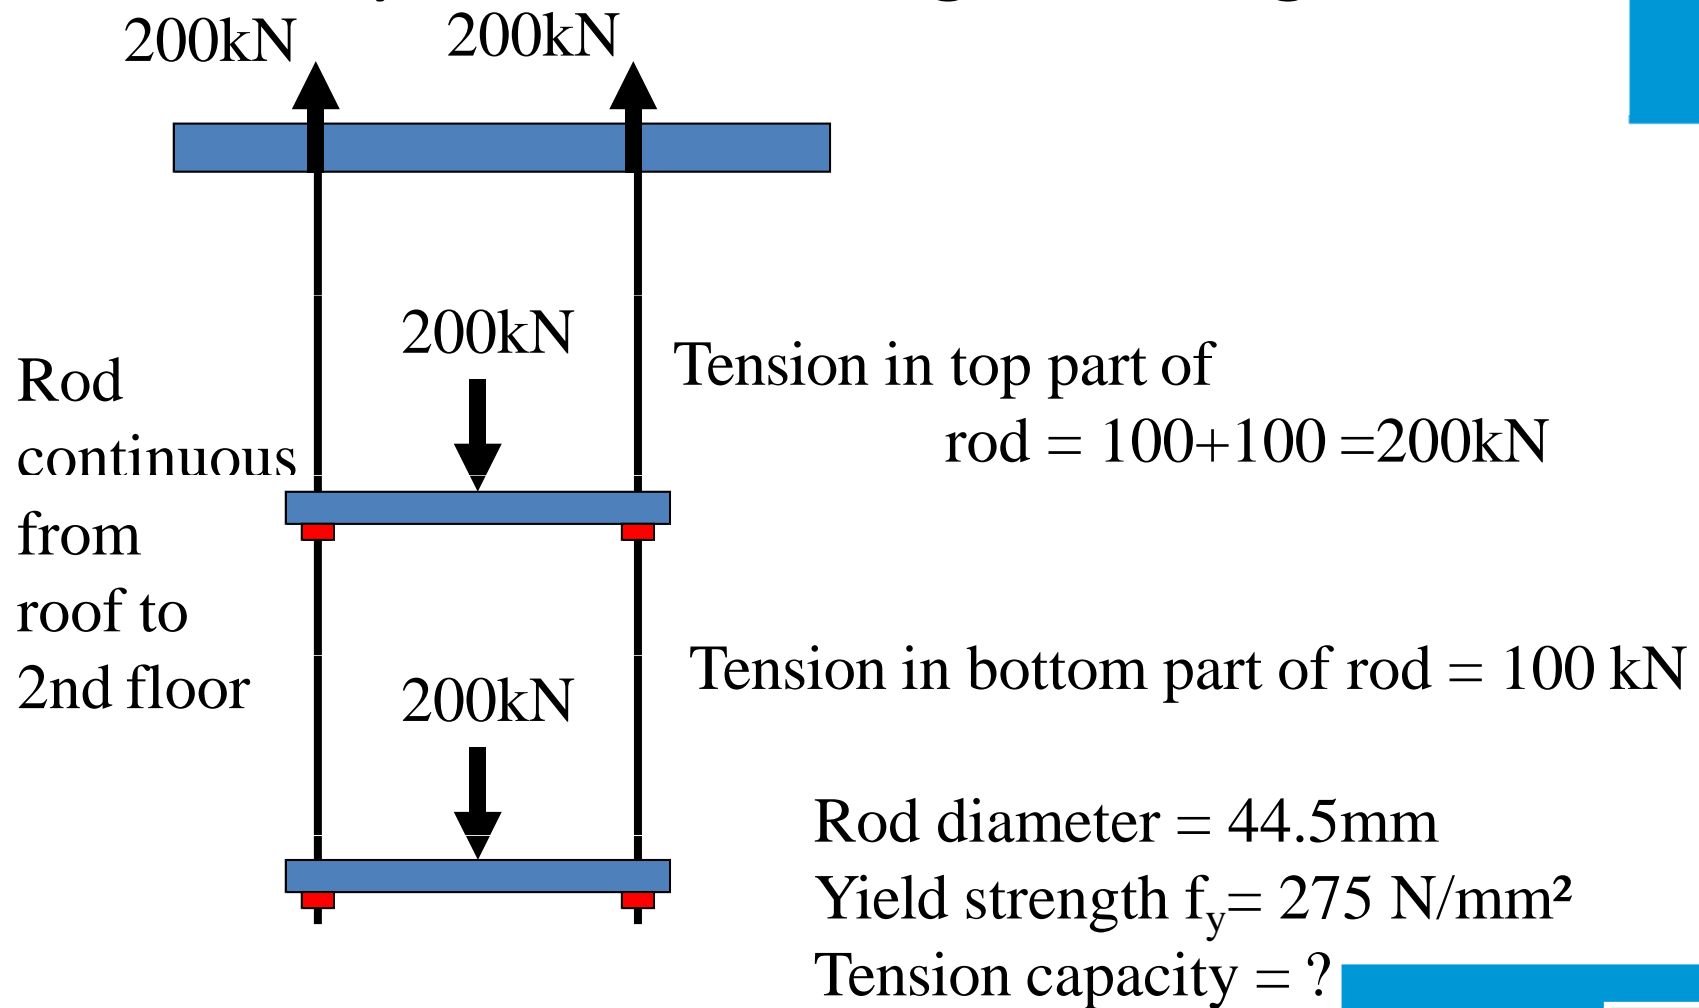 200kN
200kN
200kN
Tension in top part of
rod = 100+100 =200kN
Rod
continuous
from
roof to
2nd floor
Tension in bottom part of rod = 100 kN
200kN
Rod diameter = 44.5mm
Yield strength fy= 275 N/mm²
Tension capacity = ?